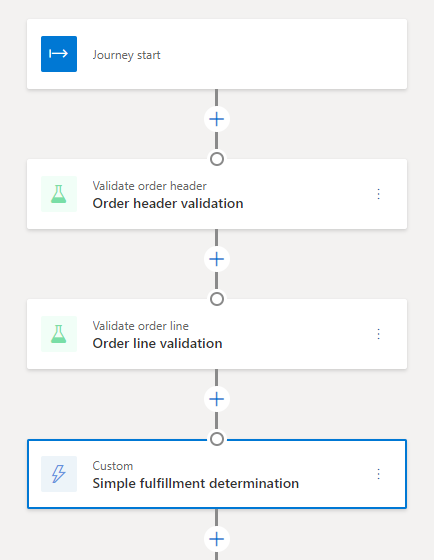 Journey start
Validate order header
Order header validation
Validate order line
Order line validation
Custom
Simple fulfillment determination